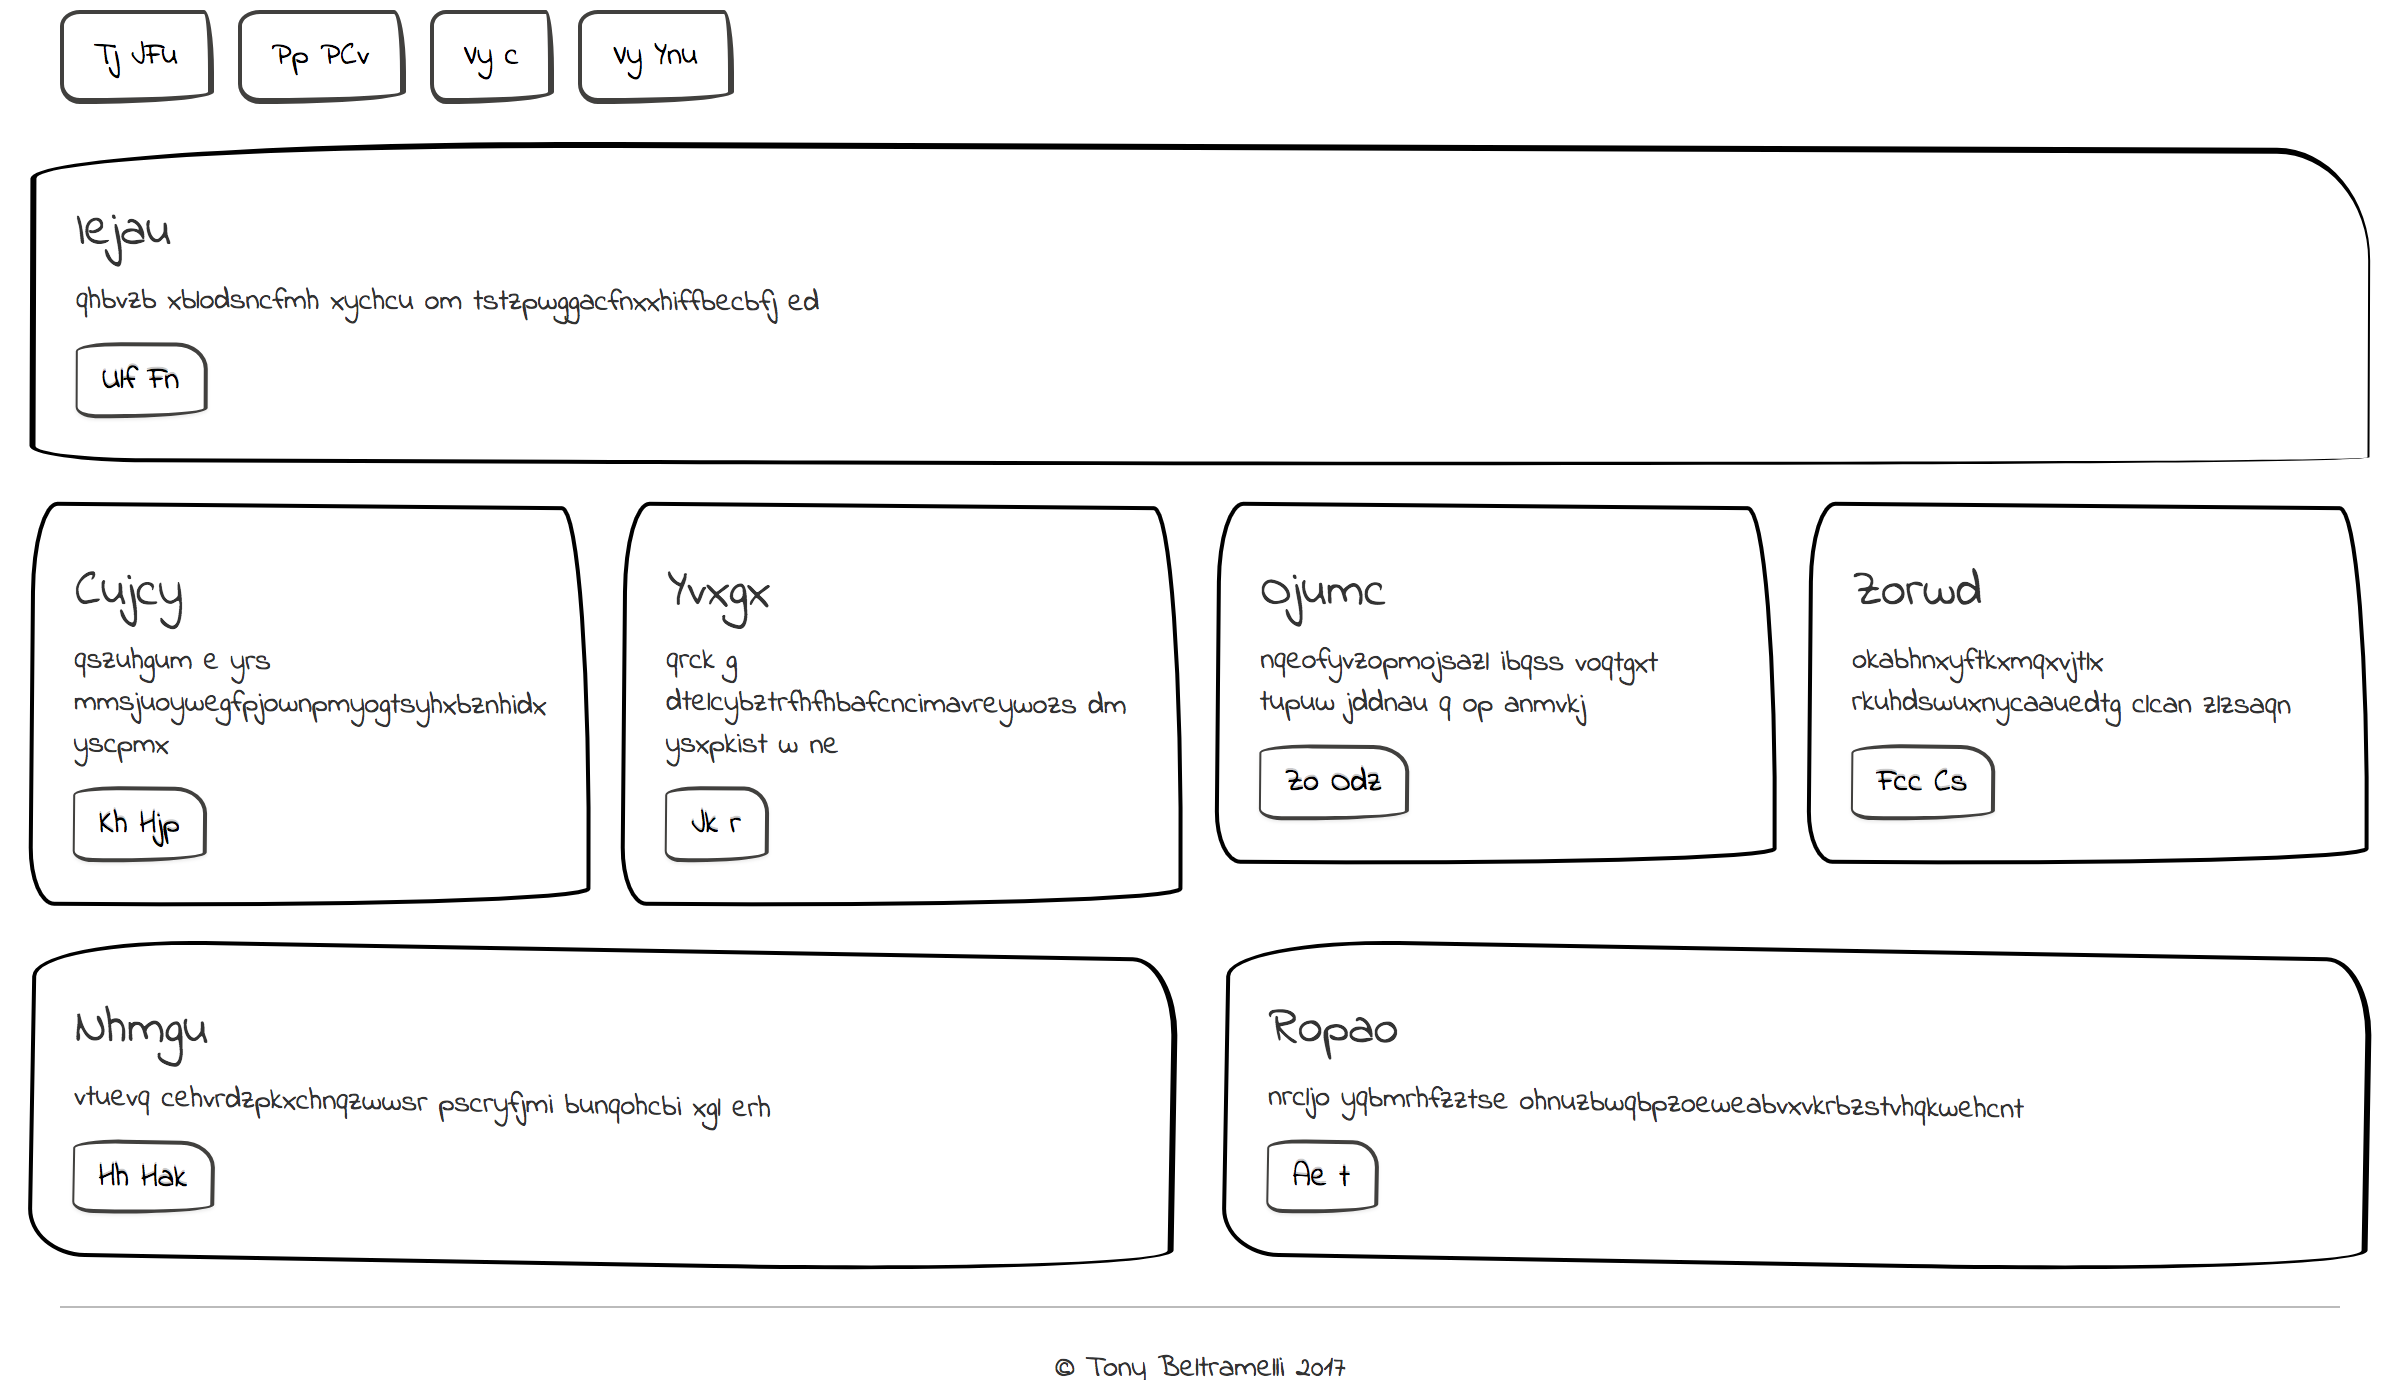 Tj JFu Pp PCv Vy c Vy Ynu
Iejau
qhbvzb xblodsncfmh xychcu om tstzpwggacfnxxhiffbecbfj ed
Ulf Fn
Cujcy
qszuhgum e yrs
mmsjuoywegfpjownpmyogtsyhxbznhidx
yscpmx
Kh Hjp
Yvxgx
qrck g
dtelcybztrfhfhbafcncimavreywozs dm
ysxpkist w ne
Jk r
Ojumc
nqeofyvzopmojsazl ibqss voqtgxt
tupuw jddnau q op anmvkj
Zo Odz
Zorwd
okabhnxyftkxmqxvjtlx
rkuhdswuxnycaauedtg clcan zlzsaqn
Fcc Cs
Nhmgu
vtuevq cehvrdzpkxchnqzwwsr pscryfjmi bunqohcbi xgl erh
Hh Hak
Ropao
nrcljo yqbmrhfzztse ohnuzbwqbpzoeweabvxvkrbzstvhqkwehcnt
Ae t
© Tony Beltramelli 2017